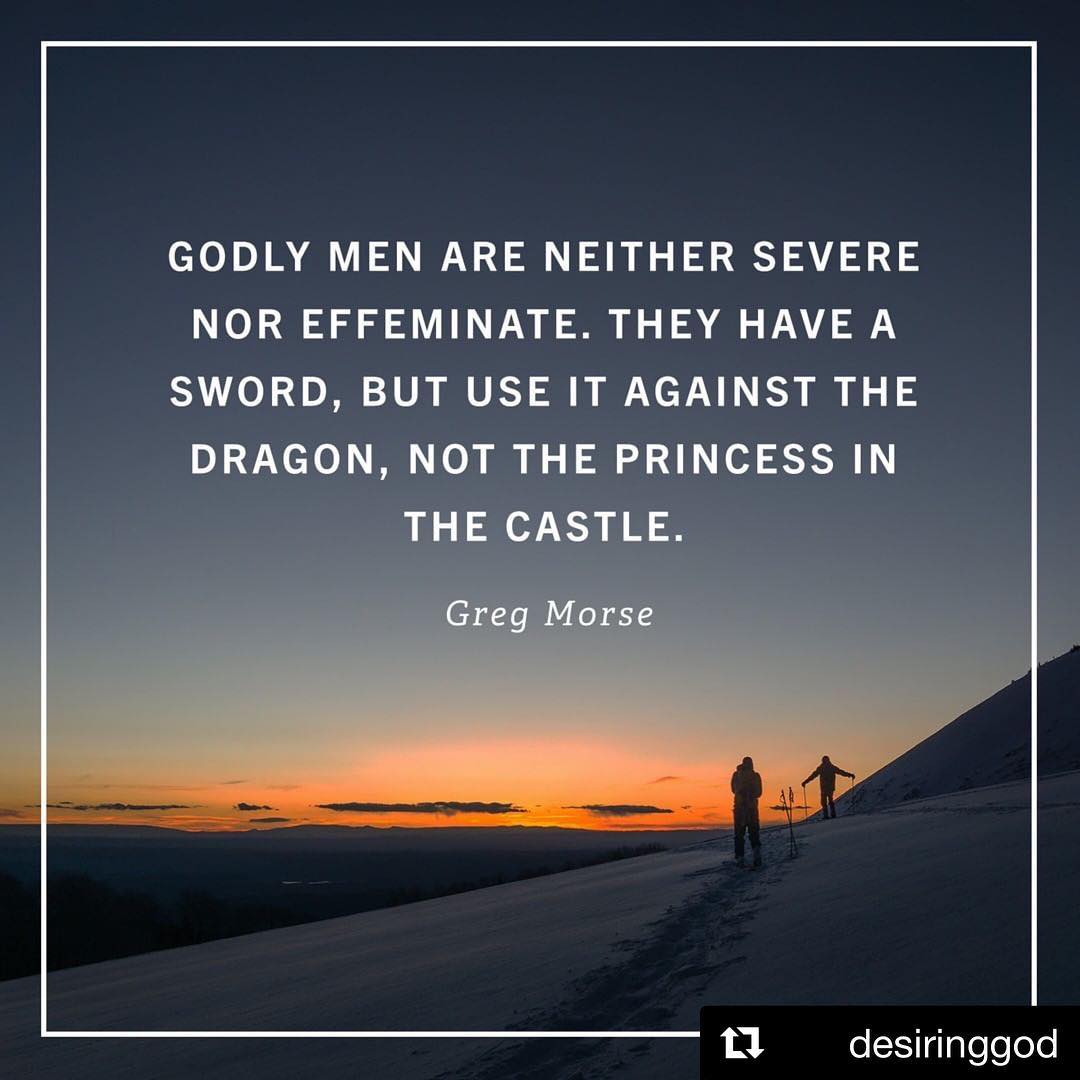 GODLY MEN ARE NEITHER SEVERE
NOR EFFEMINATE. THEY HAVE A
SWORD, BUT USE IT AGAINST THE
DRAGON, NOT THE PRINCESS IN
THE CASTLE.
Greg Morse
desiringgod